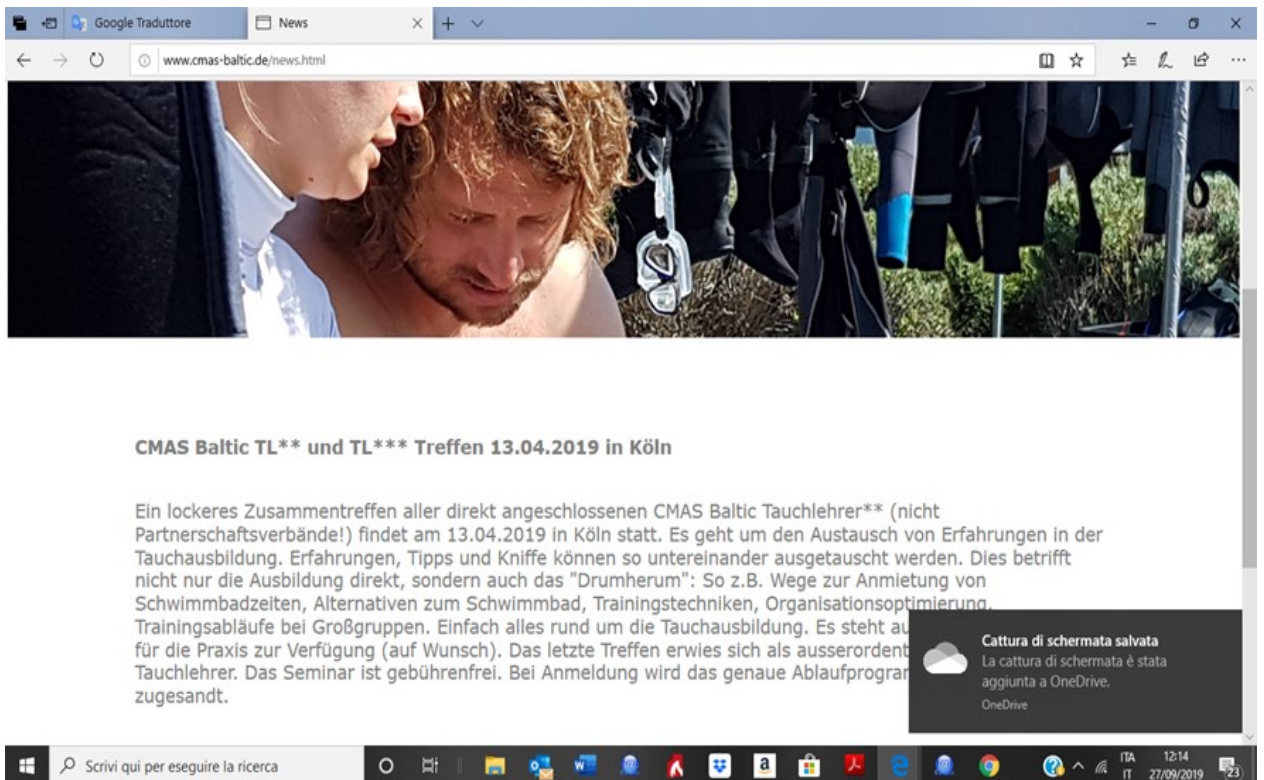 Google Traduttore
News
www.cmas-baltic.de/news.html
CMAS Baltic TL** und TL*** Treffen 13.04.2019 in Köln
Ein lockeres Zusammentreffen aller direkt angeschlossenen CMAS Baltic Tauchlehrer** (nicht
Partnerschaftsverbände!) findet am 13.04.2019 in Köln statt. Es geht um den Austausch von Erfahrungen in der
Tauchausbildung. Erfahrungen, Tipps und Kniffe können so untereinander ausgetauscht werden. Dies betrifft
nicht nur die Ausbildung direkt, sondern auch das "Drumherum": So z.B. Wege zur Anmietung von
Schwimmbadzeiten, Alternativen zum Schwimmbad, Trainingstechniken, Organisationsoptimierung,
Trainingsabläufe bei Großgruppen. Einfach alles rund um die Tauchausbildung. Es steht au
für die Praxis zur Verfügung (auf Wunsch). Das letzte Treffen erwies sich als ausserordent
Tauchlehrer. Das Seminar ist gebührenfrei. Bei Anmeldung wird das genaue Ablaufprogra
zugesandt.
Cattura di schermata salvata
La cattura di schermata è stata
aggiunta a OneDrive.
OneDrive
Scrivi qui per eseguire la ricerca
a
ITA
IT
12:14
27/09/2019
23